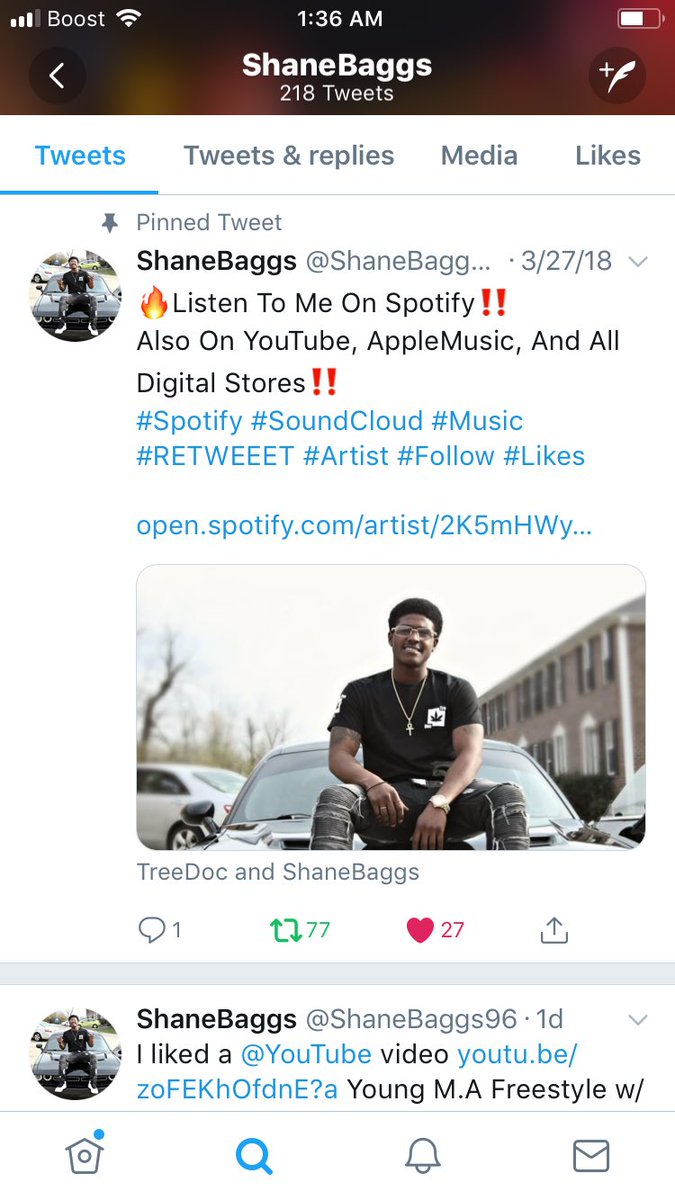 Boost 1:36 AM
ShaneBaggs
218 Tweets
Tweets Tweets & replies Media Likes
Pinned Tweet
ShaneBaggs @ShaneBagg... · 3/27/18
🔥Listen To Me On Spotify‼️
Also On YouTube, AppleMusic, And All
Digital Stores‼️
#Spotify #SoundCloud #Music
#RETWEEET #Artist #Follow #Likes
open.spotify.com/artist/2K5mHWy...
TreeDoc and ShaneBaggs
1 77 27
ShaneBaggs @ShaneBaggs96 · 1d
I liked a @YouTube video youtu.be/
zoFEKhOfdnE?a Young M.A Freestyle w/